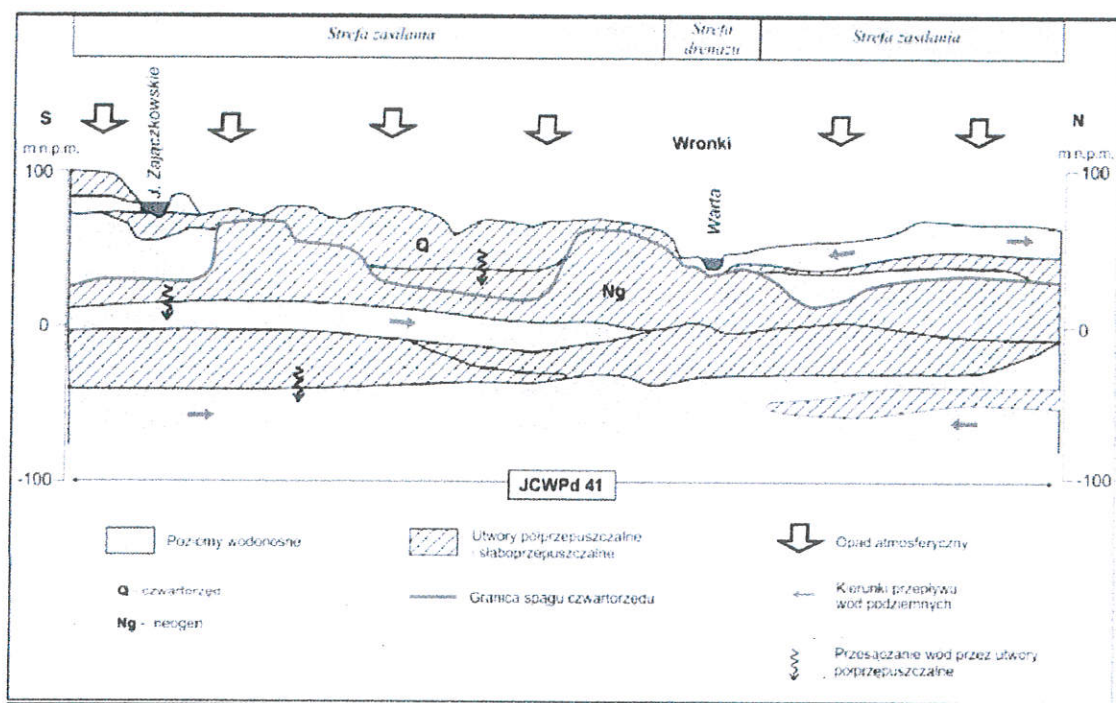 Strefa zasilania
Strefa drenażu
Strefa zasilania
S
N
J. Zajączkowskie
Wronki
Warta
m n.p.m.
m n.p.m.
100
100
Q
Ng
0
0
-100
-100
JCWPd 41
Poziomy wodonośne
Utwory półprzepuszczalne
- słaboprzepuszczalne
Opad atmosferyczny
Q - czwartorzęd
Granica spągu czwartorzędu
Kierunki przepływu
wód podziemnych
Ng - neogen
Przesączanie wód przez utwory
półprzepuszczalne